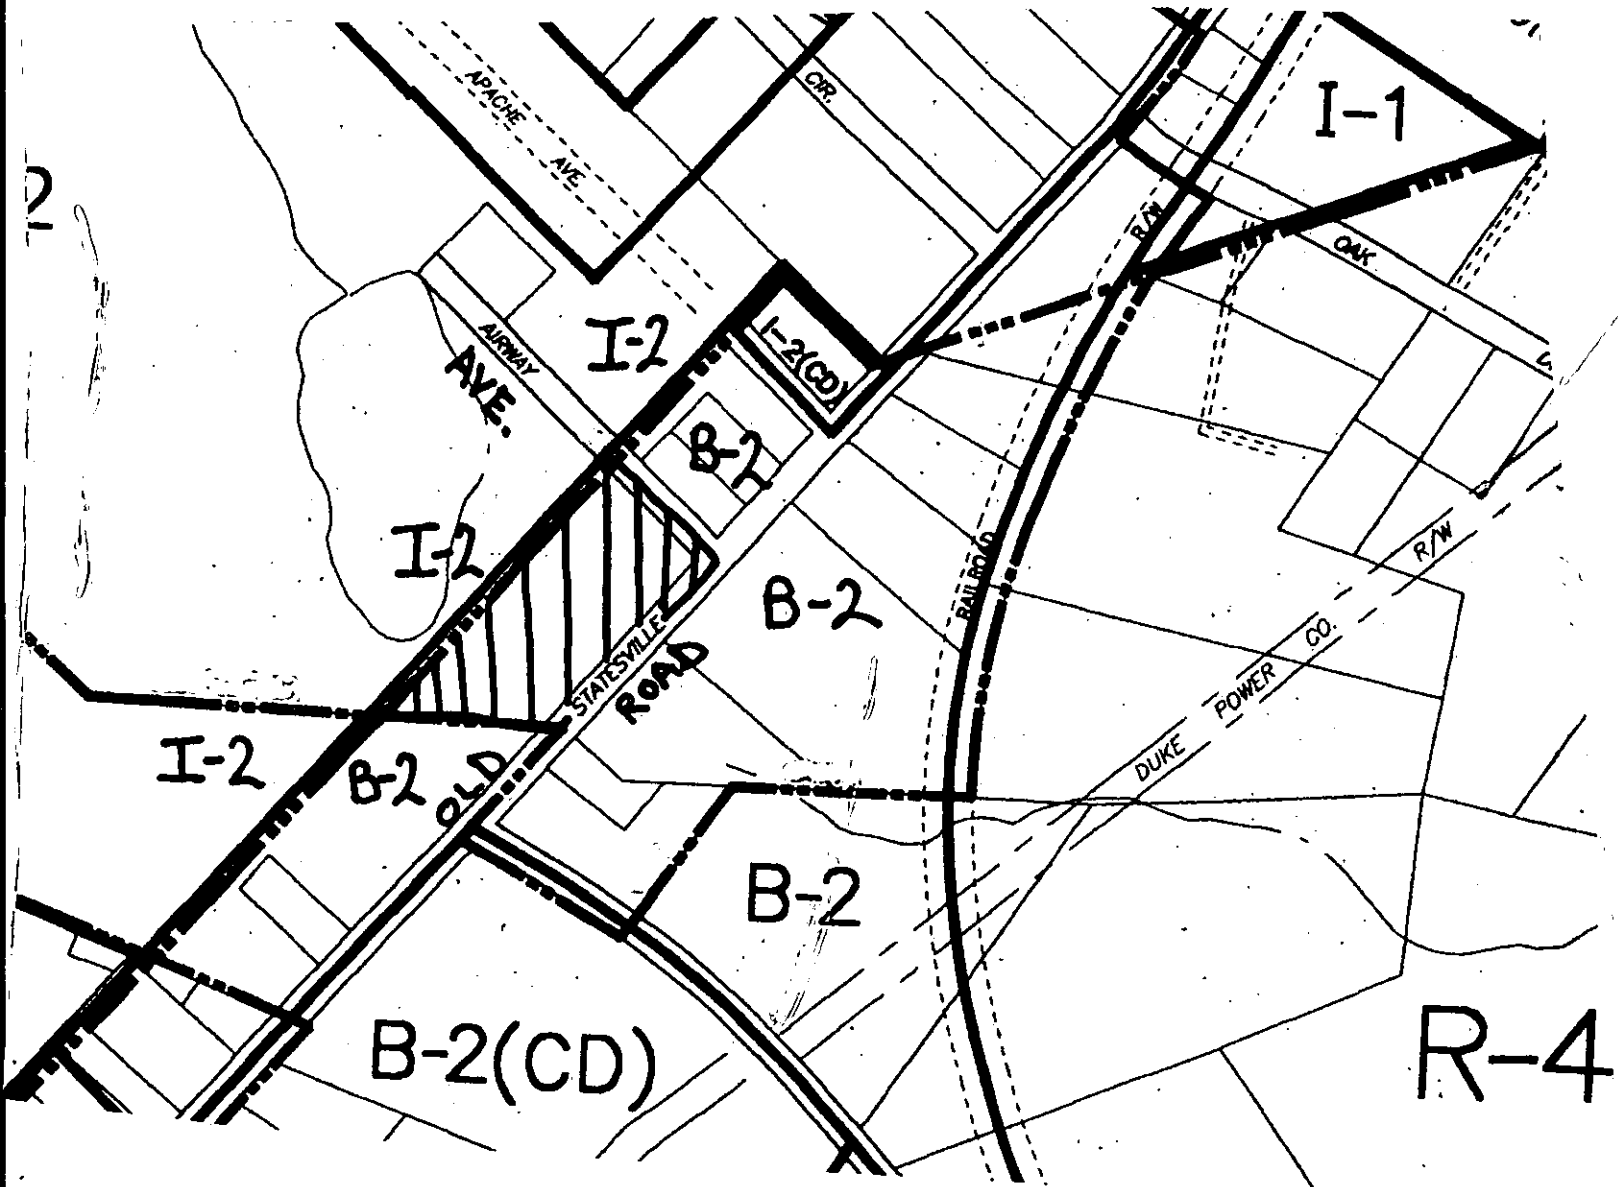 I-1
APACHE
AVE.
CIR.
R/W
OAK
2
I-2
AIRWAY
AVE.
I-2(CD)
B-2
I-2
RAILROAD
R/W
B-2
STATESVILLE
ROAD
CO.
POWER
DUKE
I-2
B-2
OLD
B-2
B-2(CD)
R-4